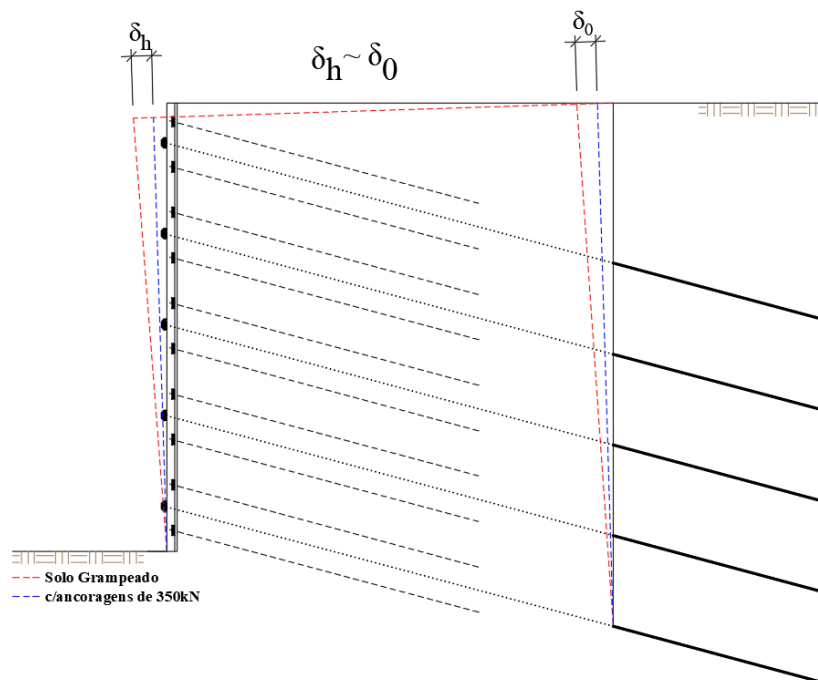 δh
δ0
δh ~ δ0
Solo Grampeado
c/ancoragens de 350kN